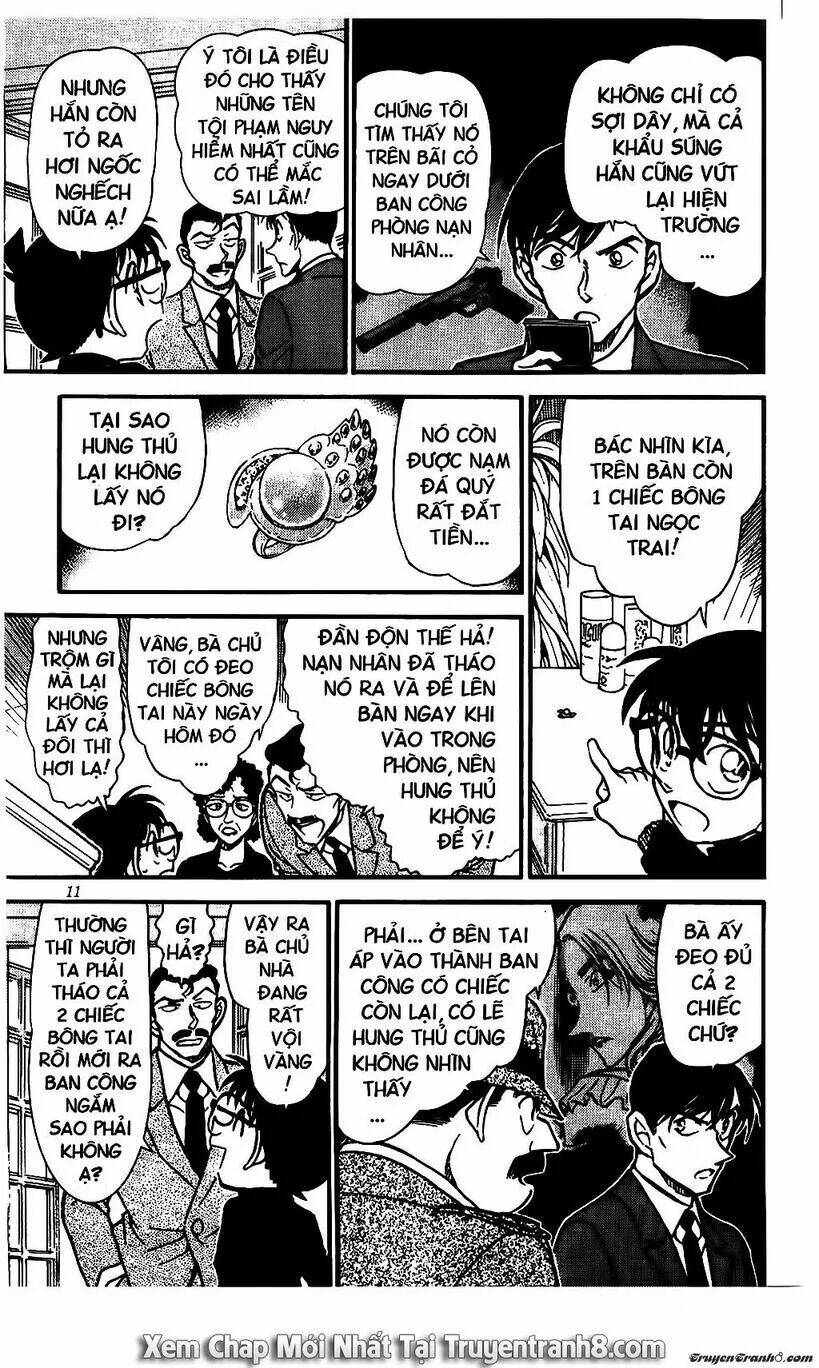 KHÔNG CHỈ CÓ
SỢI DÂY, MÀ CẢ
KHẨU SÚNG
HẮN CŨNG VỨT
LẠI HIỆN
TRƯỜNG
...
CHÚNG TÔI
TÌM THẤY NÓ
TRÊN BÃI CỎ
NGAY DƯỚI
BAN CÔNG
PHÒNG NẠN
NHÂN...
Ý TÔI LÀ ĐIỀU
ĐÓ CHO THẤY
NHỮNG TÊN
TỘI PHẠM NGUY
HIỂM NHẤT CŨNG
CÓ THỂ MẮC
SAI LẦM!
NHƯNG
HẮN CÒN
TỎ RA
HƠI NGỐC
NGHẾCH
NỮA Ạ!
BÁC NHÌN KÌA,
TRÊN BÀN CÒN
1 CHIẾC BÔNG
TAI NGỌC
TRAI!
NÓ CÒN
ĐƯỢC NẠM
ĐÁ QUÝ
RẤT ĐẮT
TIỀN...
TẠI SAO
HUNG THỦ
LẠI KHÔNG
LẤY NÓ
ĐI?
ĐẦN ĐỘN THẾ HẢ!
NẠN NHÂN ĐÃ THÁO
NÓ RA VÀ ĐỂ LÊN
BÀN NGAY KHI
VÀO TRONG
PHÒNG, NÊN
HUNG THỦ
KHÔNG
ĐỂ Ý!
VÂNG, BÀ CHỦ
TÔI CÓ ĐEO
CHIẾC BÔNG
TAI NÀY NGÀY
HÔM ĐÓ
...
NHƯNG
TRỘM GÌ
MÀ LẠI
KHÔNG
LẤY CẢ
ĐÔI THÌ
HƠI LẠ!
11
BÀ ẤY
ĐEO ĐỦ
CẢ 2
CHIẾC
CHỨ?
PHẢI... Ở BÊN TAI
ÁP VÀO THÀNH BAN
CÔNG CÓ CHIẾC
CÒN LẠI, CÓ LẼ
HUNG THỦ CŨNG
KHÔNG NHÌN
THẤY
...
VẬY RA
BÀ CHỦ
NHÀ
ĐANG
RẤT
VỘI
VÀNG
!
GÌ
HẢ?
THƯỜNG
THÌ NGƯỜI
TA PHẢI
THÁO CẢ
2 CHIẾC
BÔNG TAI
RỒI MỚI RA
BAN CÔNG
NGẮM
SAO PHẢI
KHÔNG
Ạ?
Xem Chap Mới Nhất Tại Truyentranh8.com
TruyenTranh8.com